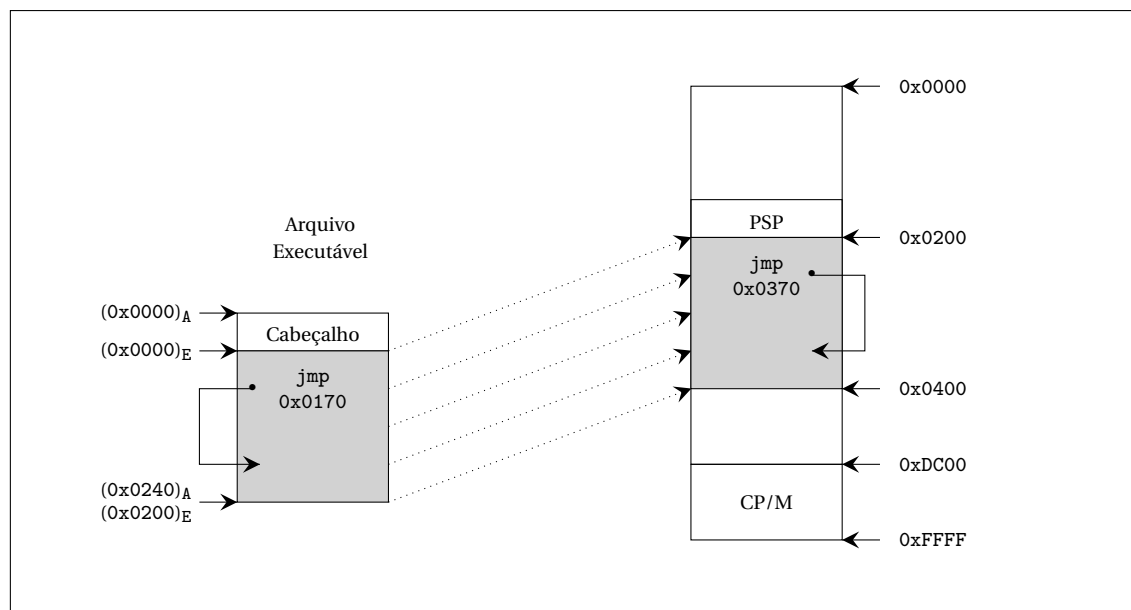 0x0000
PSP
0x0200
Arquivo
Executável
jmp
0x0370
(0x0000)A
Cabeçalho
(0x0000)E
jmp
0x0170
0x0400
0xDC00
(0x0240)A
(0x0200)E
CP/M
0xFFFF